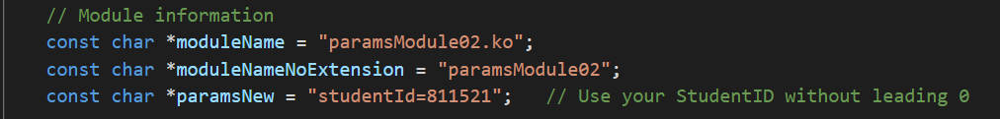 // Module information
const char *moduleName = "paramsModule02.ko";
const char *moduleNameNoExtension = "paramsModule02";
const char *paramsNew = "studentId=811521";   // Use your StudentID without leading 0